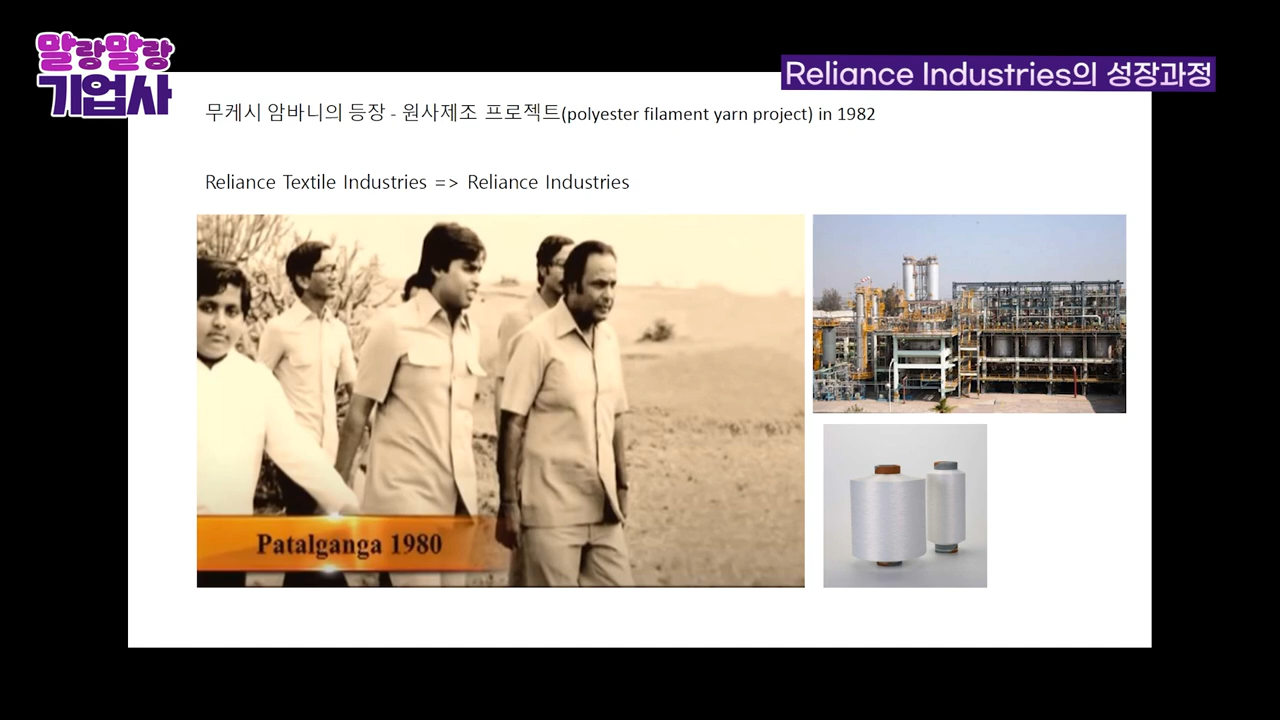 말랑말랑
기업사
Reliance Industries의 성장과정
무케시 암바니의 등장 - 원사제조 프로젝트(polyester filament yarn project) in 1982
Reliance Textile Industries => Reliance Industries
Patalganga 1980